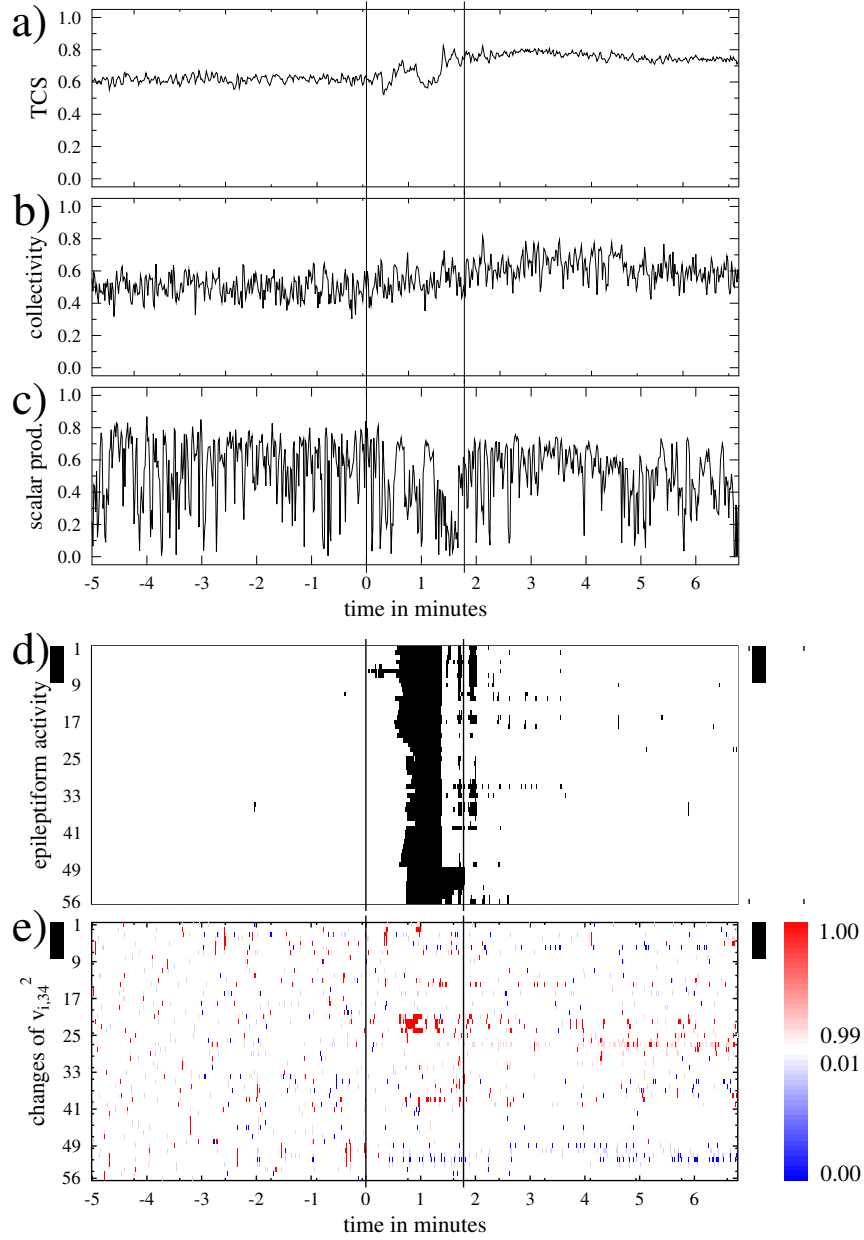 a)
1.0
0.8
0.6
0.4
0.2
0.0
TCS
b)
1.0
0.8
0.6
0.4
0.2
0.0
collectivity
c)
1.0
0.8
0.6
0.4
0.2
0.0
scalar prod.
-5 -4 -3 -2 -1 0 1 2 3 4 5 6
time in minutes
d)
1
9
17
25
33
41
49
56
epileptiform activity
e)
1
9
17
25
33
41
49
56
changes of v_{i,34}^2
-5 -4 -3 -2 -1 0 1 2 3 4 5 6
time in minutes
1.00
0.99
0.01
0.00